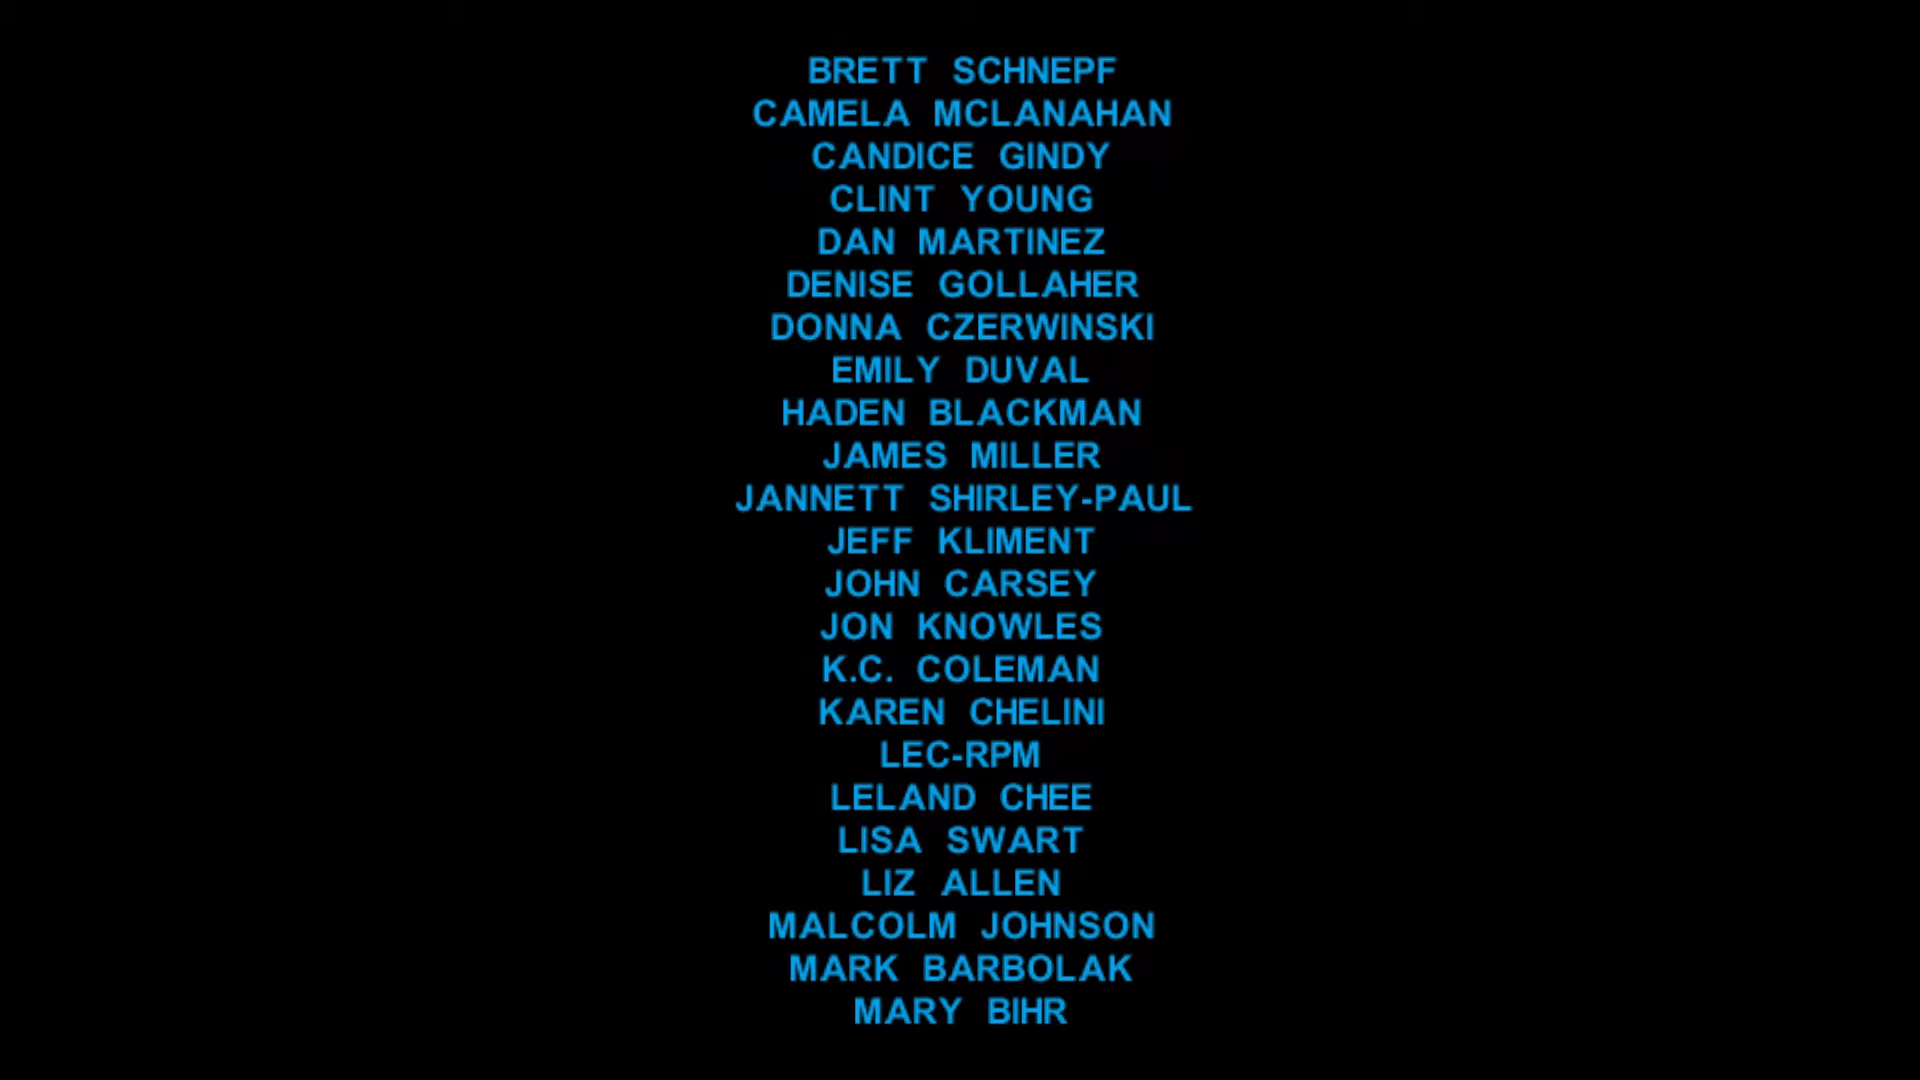 BRETT SCHNEPF
CAMELA MCLANAHAN
CANDICE GINDY
CLINT YOUNG
DAN MARTINEZ
DENISE GOLLAHER
DONNA CZERWINSKI
EMILY DUVAL
HADEN BLACKMAN
JAMES MILLER
JANNETT SHIRLEY-PAUL
JEFF KLIMENT
JOHN CARSEY
JON KNOWLES
K.C. COLEMAN
KAREN CHELINI
LEC-RPM
LELAND CHEE
LISA SWART
LIZ ALLEN
MALCOLM JOHNSON
MARK BARBOLAK
MARY BIHR